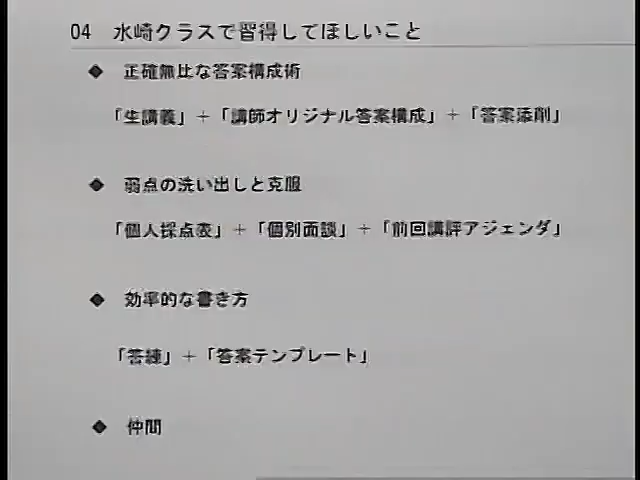 04 水崎クラスで習得してほしいこと
◆ 正確無比な答案構成術
「生講義」+「講師オリジナル答案構成」+「答案添削」
◆ 弱点の洗い出しと克服
「個人採点表」+「個別面談」+「前回講評アジェンダ」
◆ 効率的な書き方
「答練」+「答案テンプレート」
◆ 仲間